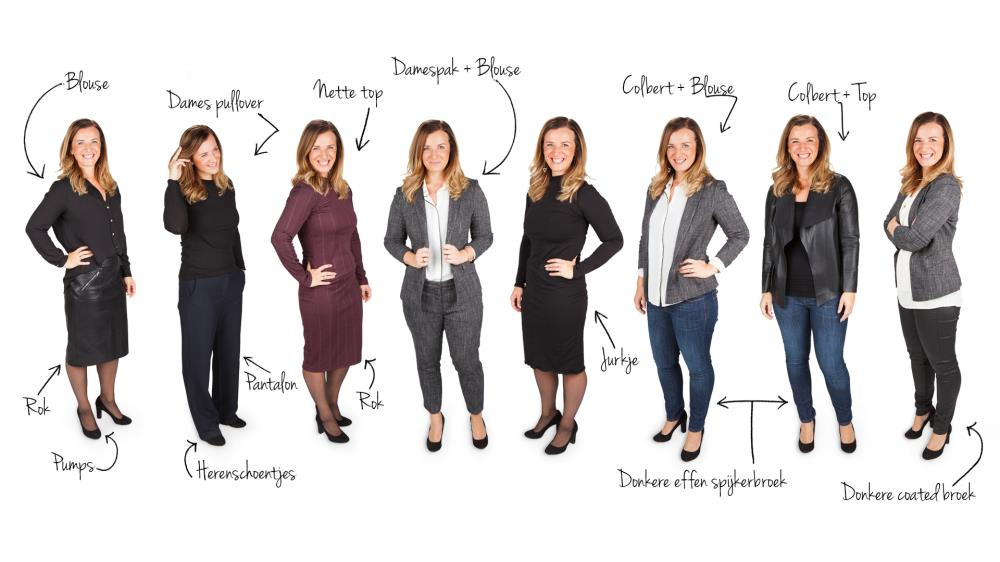 Blouse
Dames pullover
Nette top
Damespak + Blouse
Colbert + Blouse
Colbert + Top
Rok
Pumps
Pantalon
Herenschoentjes
Rok
Jurkje
Donkere effen spijkerbroek
Donkere coated broek